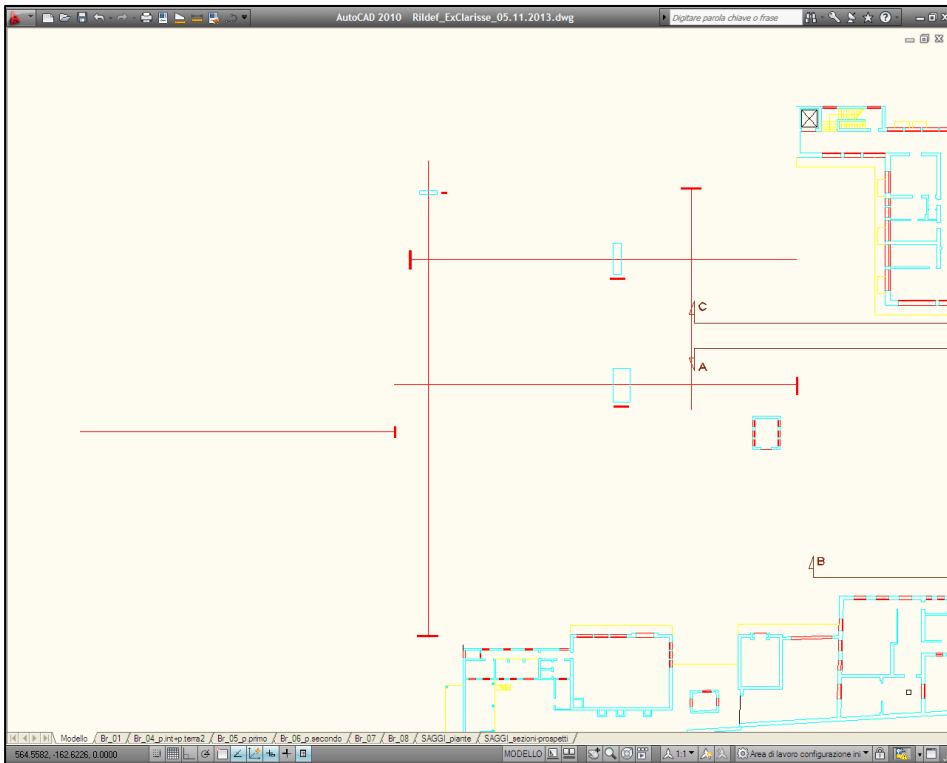 AutoCAD 2010 Rildef_ExClarisse_05.11.2013.dwg
Digitare parola chiave o frase
C
A
B
Modello
Br_01
Br_04_p.int+p.terra2
Br_05_p.primo
Br_06_p.secondo
Br_07
Br_08
SAGGI_piante
SAGGI_sezioni-prospetti
564.5582, -162.6226, 0.0000
MODELLO
1:1
Area di lavoro configurazione ini